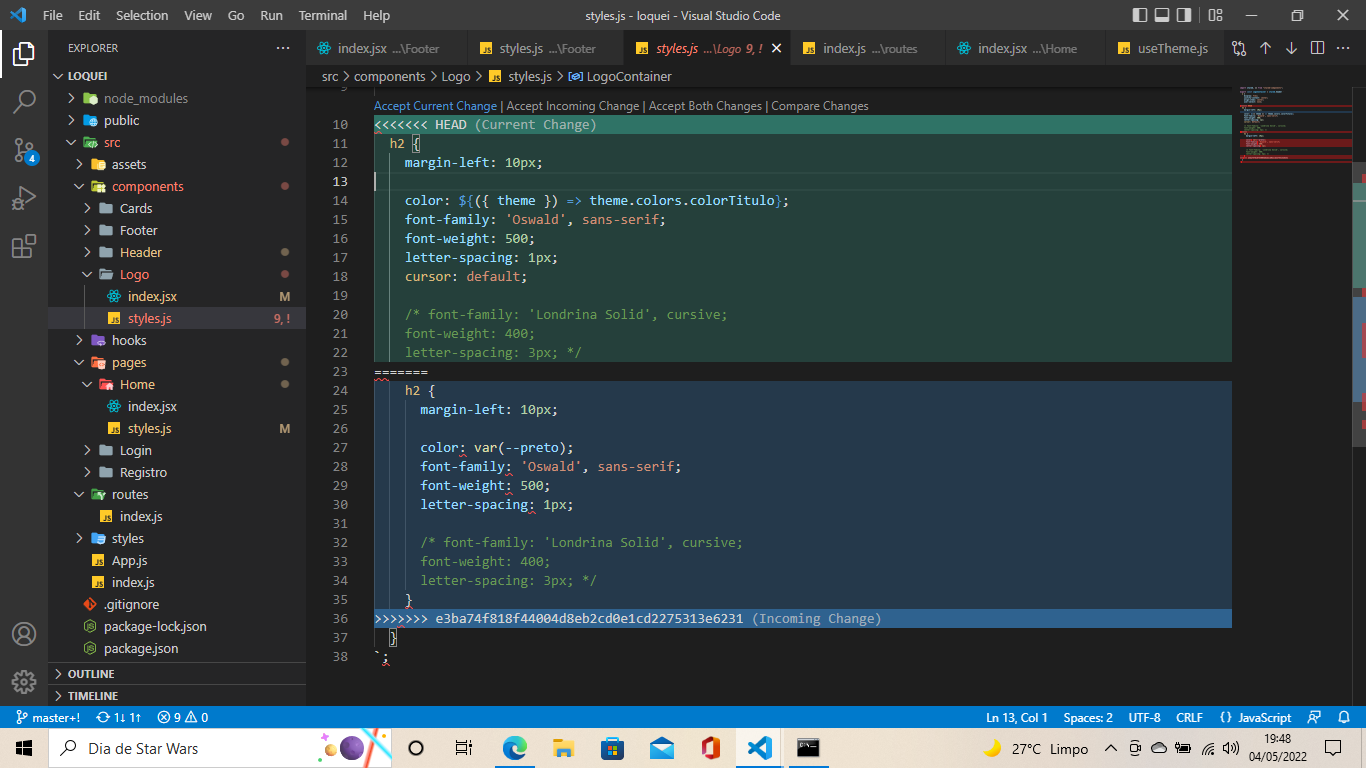 File Edit Selection View Go Run Terminal Help
styles.js - loquei - Visual Studio Code
EXPLORER
LOQUEI
node_modules
public
src
assets
components
Cards
Footer
Header
Logo
index.jsx M
styles.js 9, !
hooks
pages
Home
index.jsx
styles.js M
Login
Registro
routes
index.js
styles
App.js
index.js
.gitignore
package-lock.json
package.json
OUTLINE
TIMELINE
4
index.jsx ...\Footer
styles.js ...\Footer
styles.js ...\Logo 9, !
index.js ...\routes
index.jsx ...\Home
useTheme.js
src > components > Logo > styles.js > LogoContainer
9
Accept Current Change | Accept Incoming Change | Accept Both Changes | Compare Changes
10 <<<<<<< HEAD (Current Change)
11 h2 {
12 margin-left: 10px;
13
14 color: ${({ theme }) => theme.colors.colorTitulo};
15 font-family: 'Oswald', sans-serif;
16 font-weight: 500;
17 letter-spacing: 1px;
18 cursor: default;
19
20 /* font-family: 'Londrina Solid', cursive;
21 font-weight: 400;
22 letter-spacing: 3px; */
23 =======
24 h2 {
25 margin-left: 10px;
26
27 color: var(--preto);
28 font-family: 'Oswald', sans-serif;
29 font-weight: 500;
30 letter-spacing: 1px;
31
32 /* font-family: 'Londrina Solid', cursive;
33 font-weight: 400;
34 letter-spacing: 3px; */
35 }
36 >>>>>>> e3ba74f818f44004d8eb2cd0e1cd2275313e6231 (Incoming Change)
37 }
38 `;
master+! 1↓ 1↑ 9 0
Ln 13, Col 1 Spaces: 2 UTF-8 CRLF {} JavaScript
Dia de Star Wars
27°C Limpo
19:48
04/05/2022